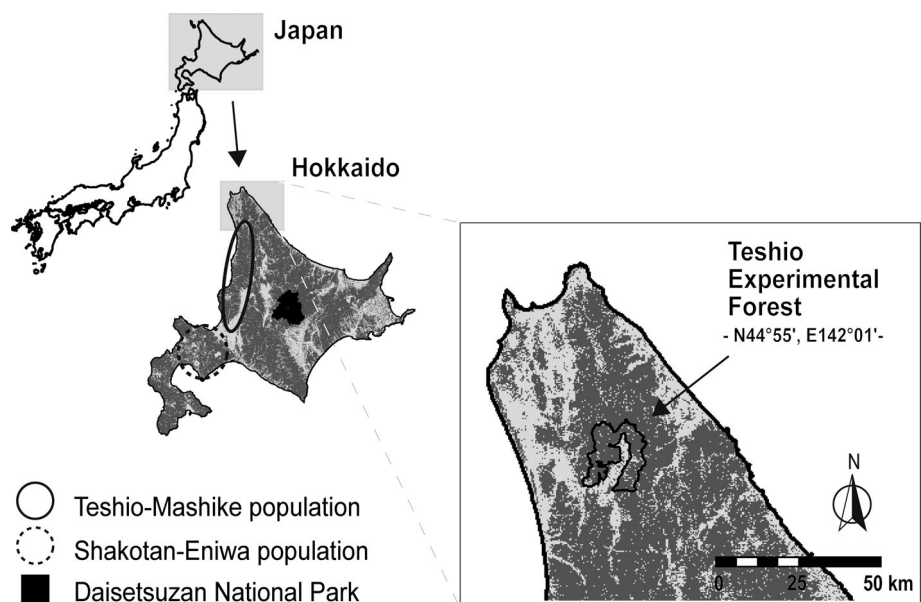 Japan
Hokkaido
Teshio
Experimental
Forest
- N44°55', E142°01'-
N
0 25 50 km
Teshio-Mashike population
Shakotan-Eniwa population
Daisetsuzan National Park